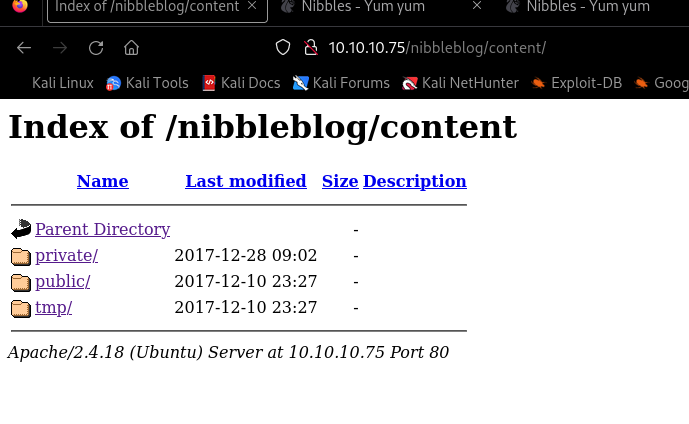 Index of /nibbleblog/content × Nibbles - Yum yum × Nibbles - Yum yum
10.10.10.75/nibbleblog/content/
Kali Linux Kali Tools Kali Docs Kali Forums Kali NetHunter Exploit-DB Goog
Index of /nibbleblog/content
Name Last modified Size Description
Parent Directory -
private/ 2017-12-28 09:02 -
public/ 2017-12-10 23:27 -
tmp/ 2017-12-10 23:27 -
Apache/2.4.18 (Ubuntu) Server at 10.10.10.75 Port 80